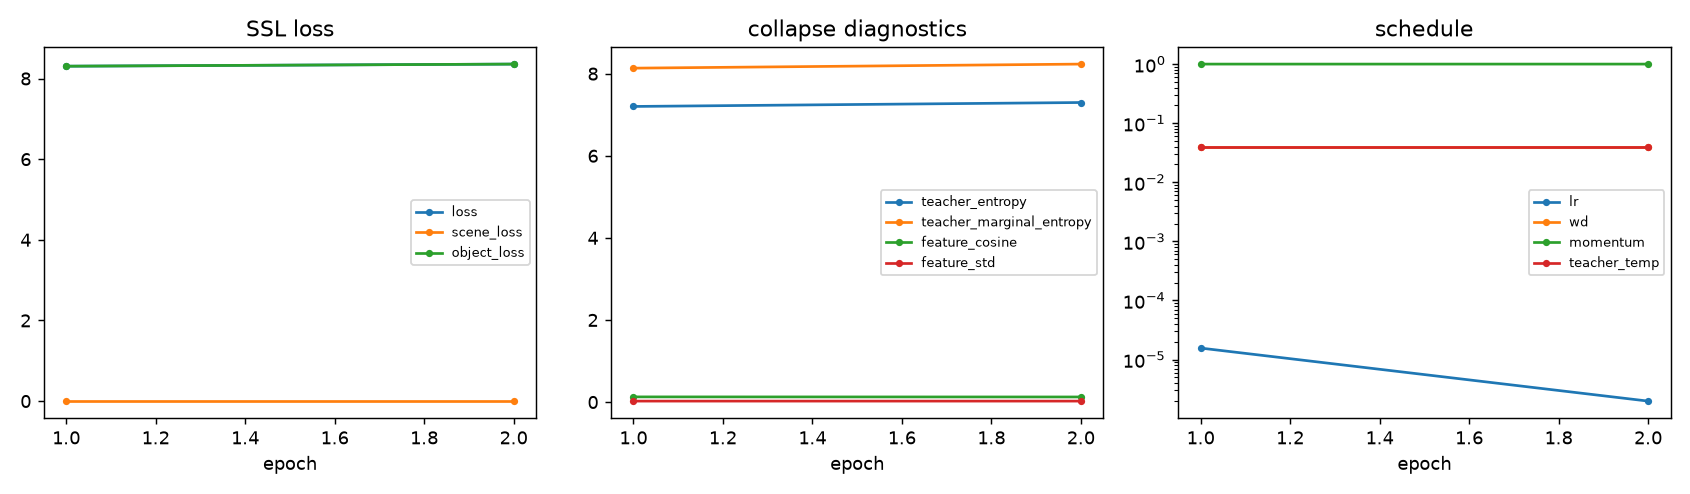 SSL loss
8
6
4
2
0
1.0 1.2 1.4 1.6 1.8 2.0
epoch
loss
scene_loss
object_loss
collapse diagnostics
8
6
4
2
0
1.0 1.2 1.4 1.6 1.8 2.0
epoch
teacher_entropy
teacher_marginal_entropy
feature_cosine
feature_std
schedule
10⁰
10⁻¹
10⁻²
10⁻³
10⁻⁴
10⁻⁵
1.0 1.2 1.4 1.6 1.8 2.0
epoch
lr
wd
momentum
teacher_temp